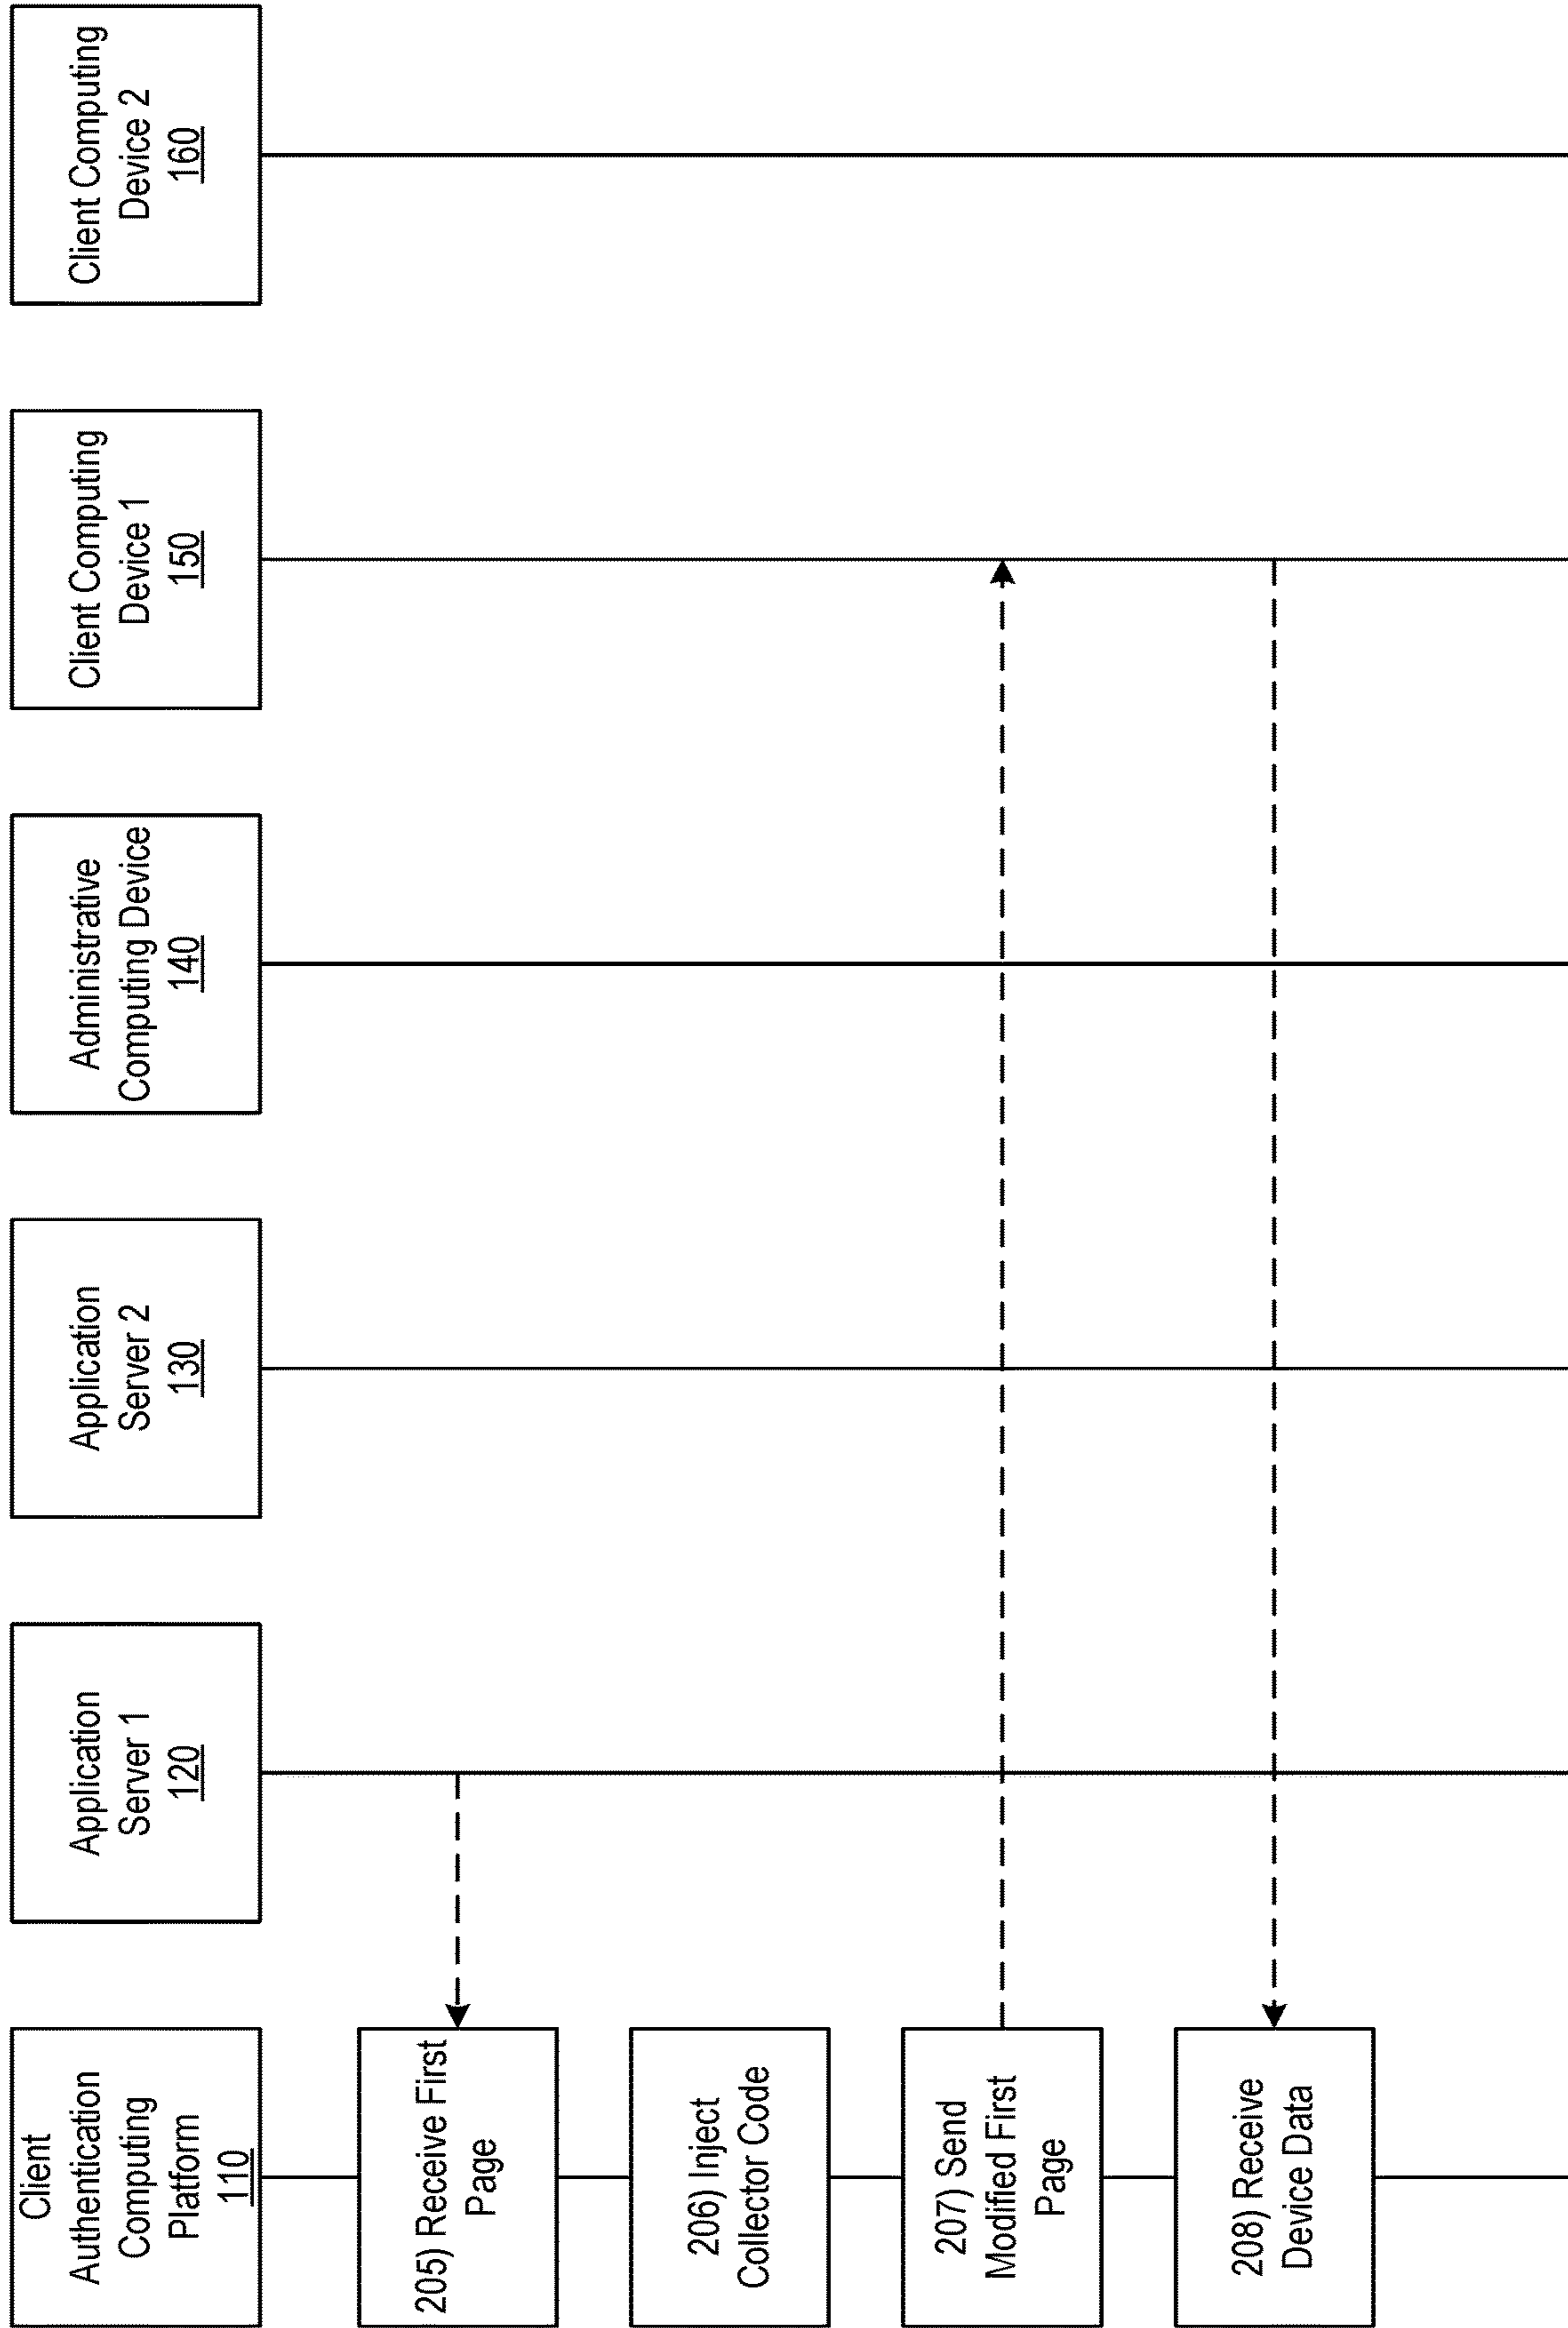 Client
Authentication
Computing
Platform
110
Application
Server 1
120
Application
Server 2
130
Administrative
Computing Device
140
Client Computing
Device 1
150
Client Computing
Device 2
160
205) Receive First
Page
206) Inject
Collector Code
207) Send
Modified First
Page
208) Receive
Device Data